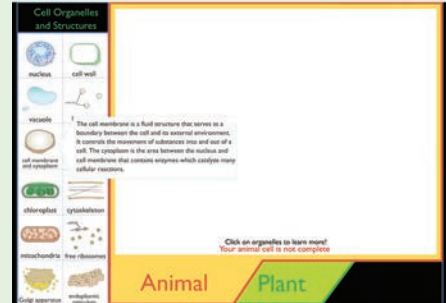 Cell Organelles
and Structures
nucleus
cell wall
vacuole
The cell membrane is a fluid structure that serves as a
boundary between the cell and its external environment.
It controls the movement of substances into and out of a
cell. The cytoplasm is the area between the nucleus and
cell membrane that contains enzymes which catalyze many
cellular reactions.
cell membrane
and cytoplasm
chloroplast
cytoskeleton
mitochondria
free ribosomes
Golgi apparatus
endoplasmic
Click on organelles to learn more!
Your animal cell is not complete
Animal
Plant